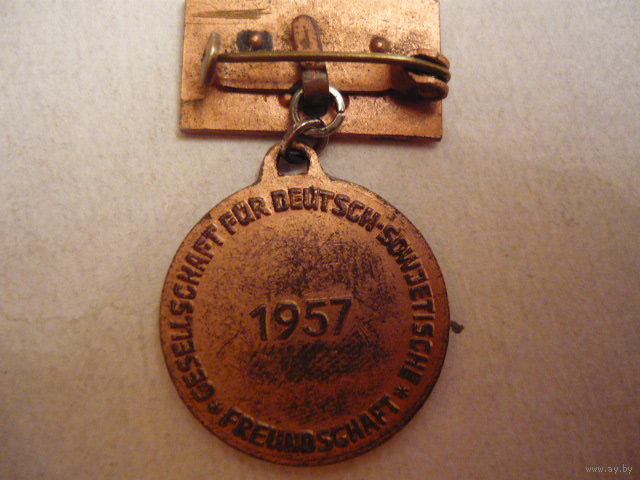 GESELLSCHAFT FÜR DEUTSCH-SOWJETISCHE
* FREUNDSCHAFT *
1957
www.ay.by